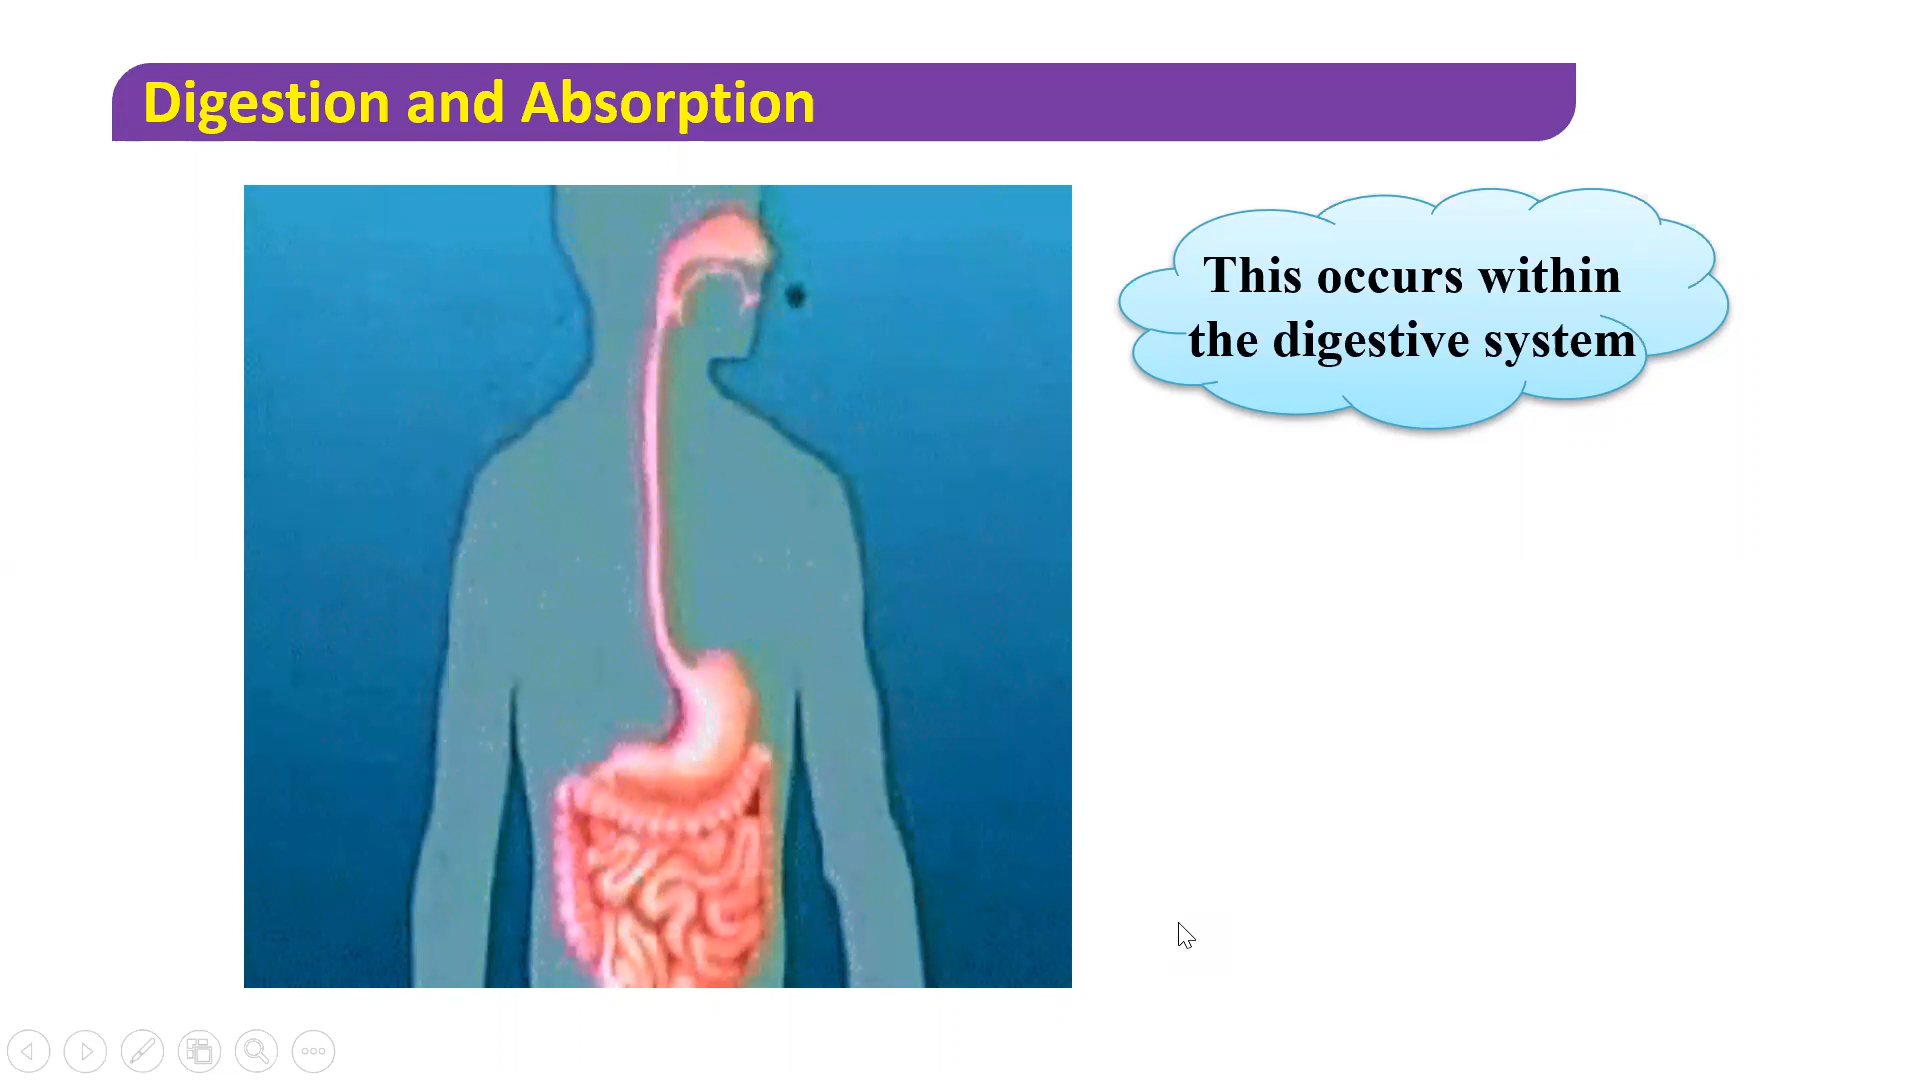 Digestion and Absorption
This occurs within
the digestive system